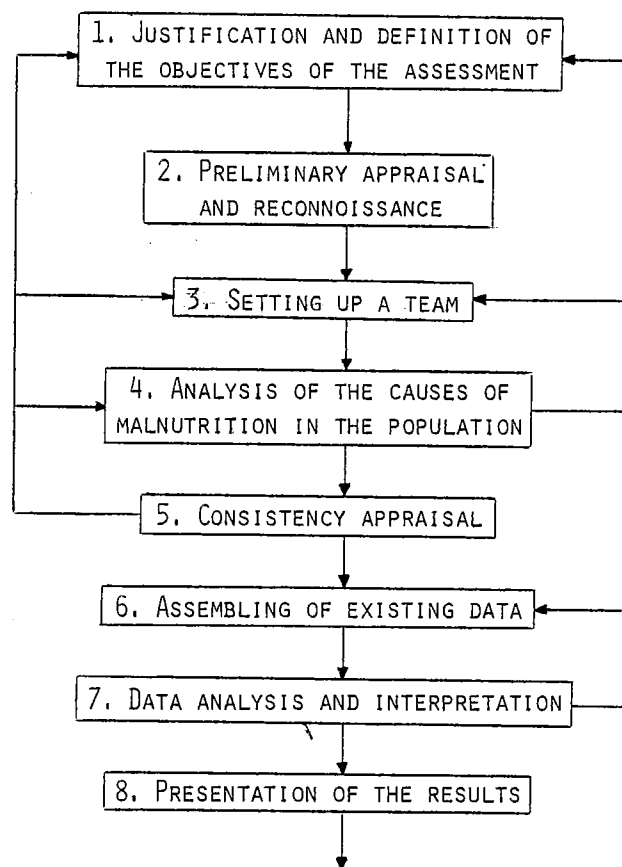 1. Justification and definition of
the objectives of the assessment
2. Preliminary appraisal
and reconnoissance
3. Setting up a team
4. Analysis of the causes of
malnutrition in the population
5. Consistency appraisal
6. Assembling of existing data
7. Data analysis and interpretation
8. Presentation of the results